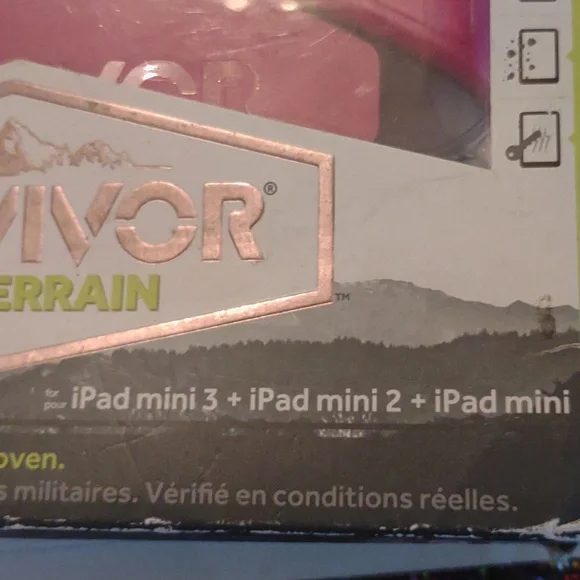 VOR
VIVOR®
ERRAIN ™
for
pour iPad mini 3 + iPad mini 2 + iPad mini
oven.
s militaires. Vérifié en conditions réelles.